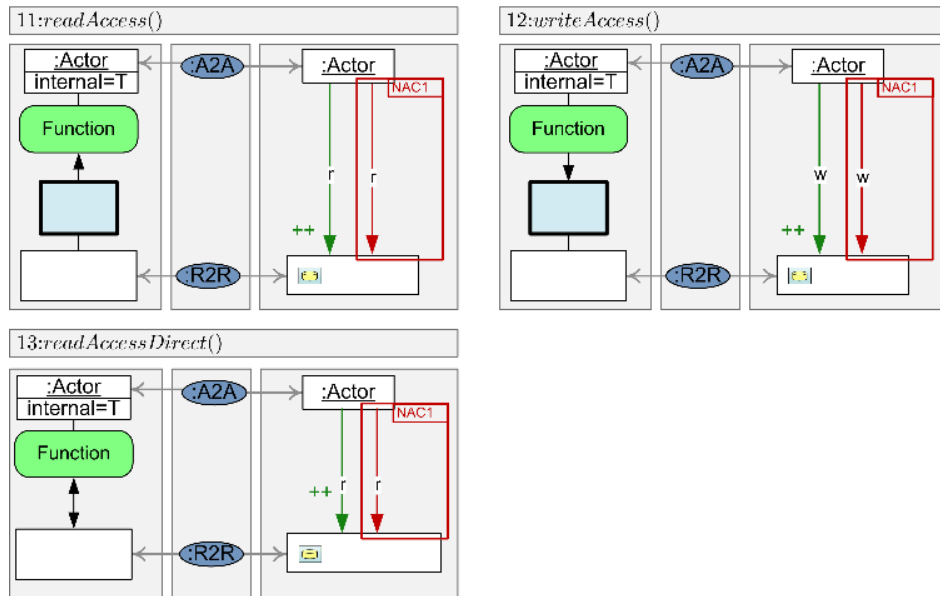 11:readAccess()
:Actor
internal=T
Function
:A2A
:R2R
:Actor
NAC1
r
r
++
12:writeAccess()
:Actor
internal=T
Function
:A2A
:R2R
:Actor
NAC1
w
w
++
13:readAccessDirect()
:Actor
internal=T
Function
:A2A
:R2R
:Actor
NAC1
++
r
r